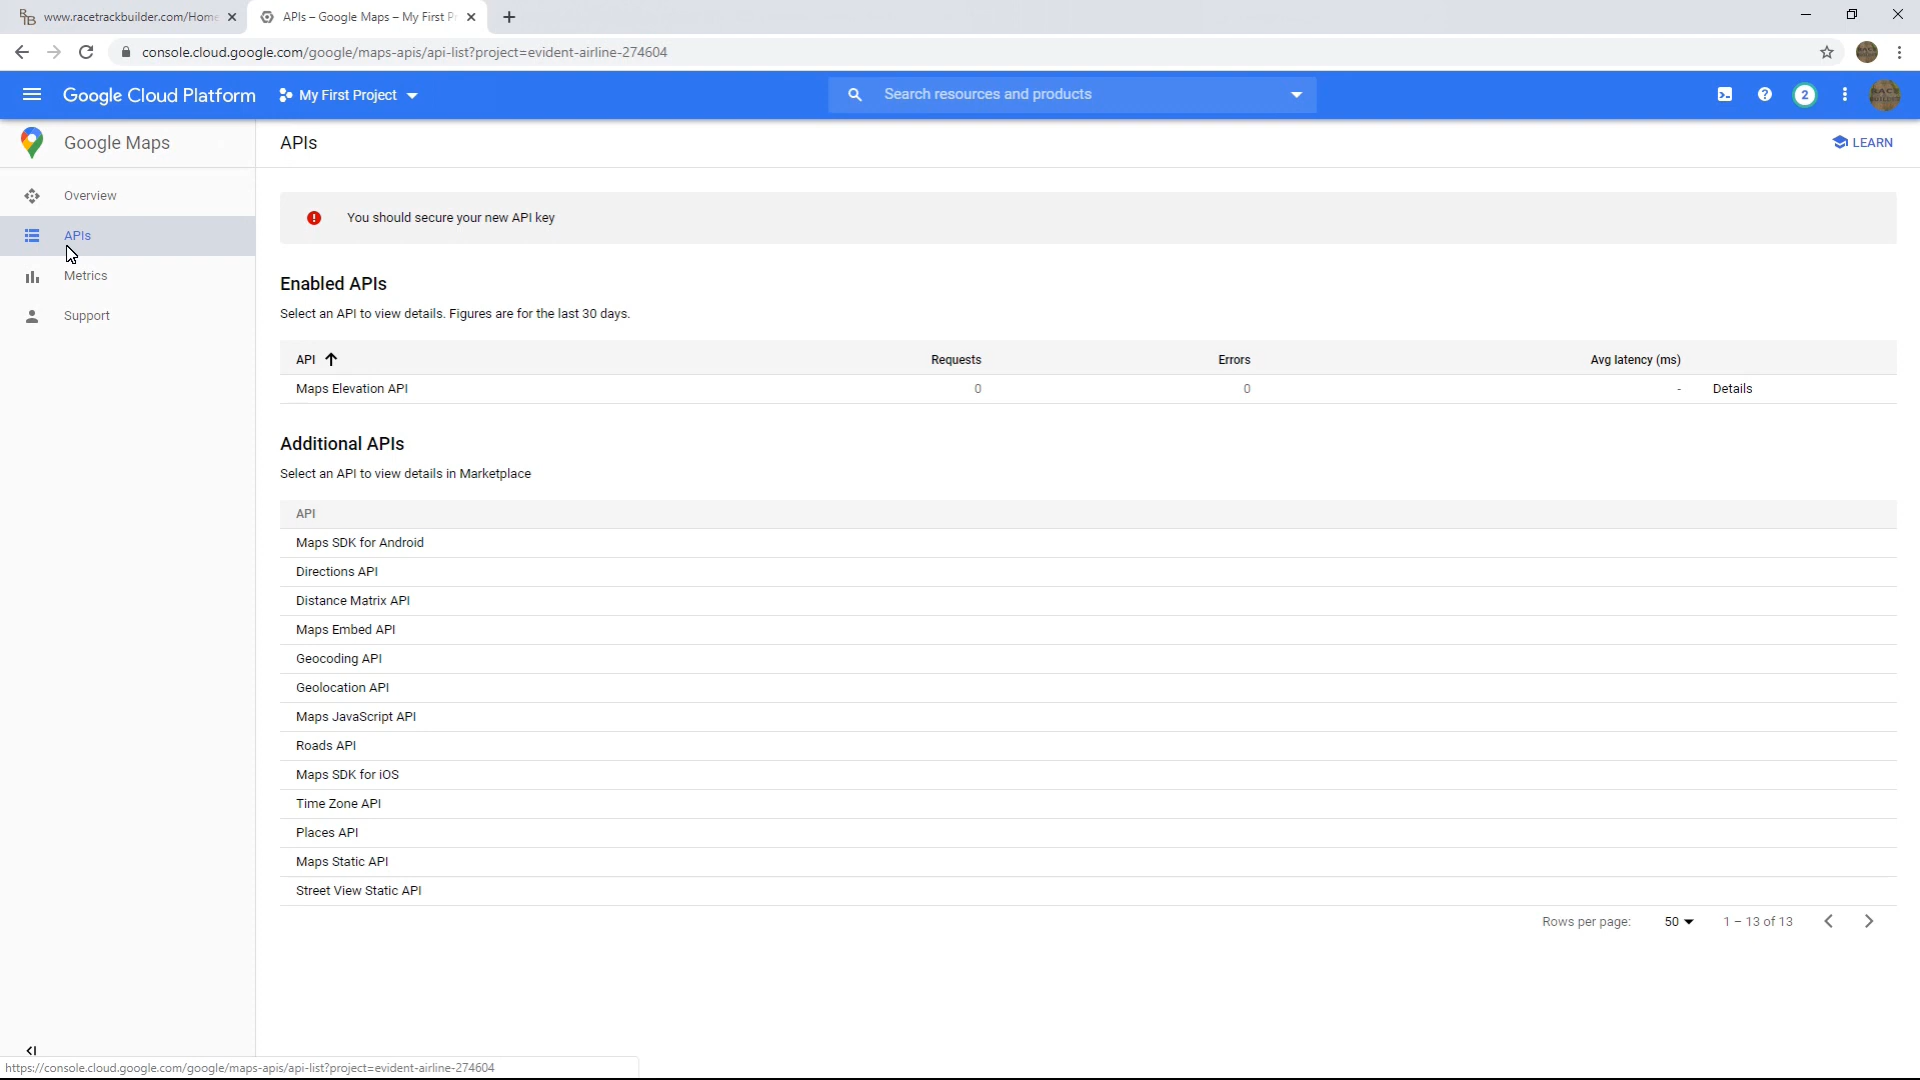 www.racetrackbuilder.com/Home
APIs – Google Maps – My First P
console.cloud.google.com/google/maps-apis/api-list?project=evident-airline-274604
Google Cloud Platform
My First Project
Search resources and products
2
Google Maps
APIs
LEARN
Overview
APIs
Metrics
Support
You should secure your new API key
Enabled APIs
Select an API to view details. Figures are for the last 30 days.
API Requests Errors Avg latency (ms)
Maps Elevation API 0 0 - Details
Additional APIs
Select an API to view details in Marketplace
API
Maps SDK for Android
Directions API
Distance Matrix API
Maps Embed API
Geocoding API
Geolocation API
Maps JavaScript API
Roads API
Maps SDK for iOS
Time Zone API
Places API
Maps Static API
Street View Static API
Rows per page: 50 1 – 13 of 13
https://console.cloud.google.com/google/maps-apis/api-list?project=evident-airline-274604